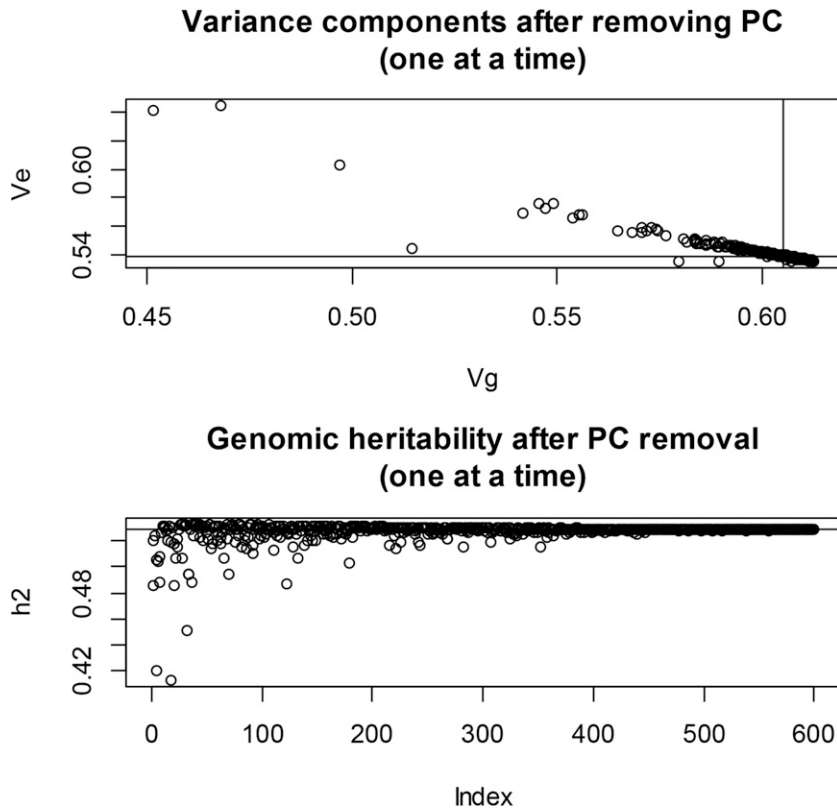 Variance components after removing PC
(one at a time)
Ve
0.60
0.54
0.45
0.50
0.55
0.60
Vg
Genomic heritability after PC removal
(one at a time)
h2
0.48
0.42
0
100
200
300
400
500
600
Index